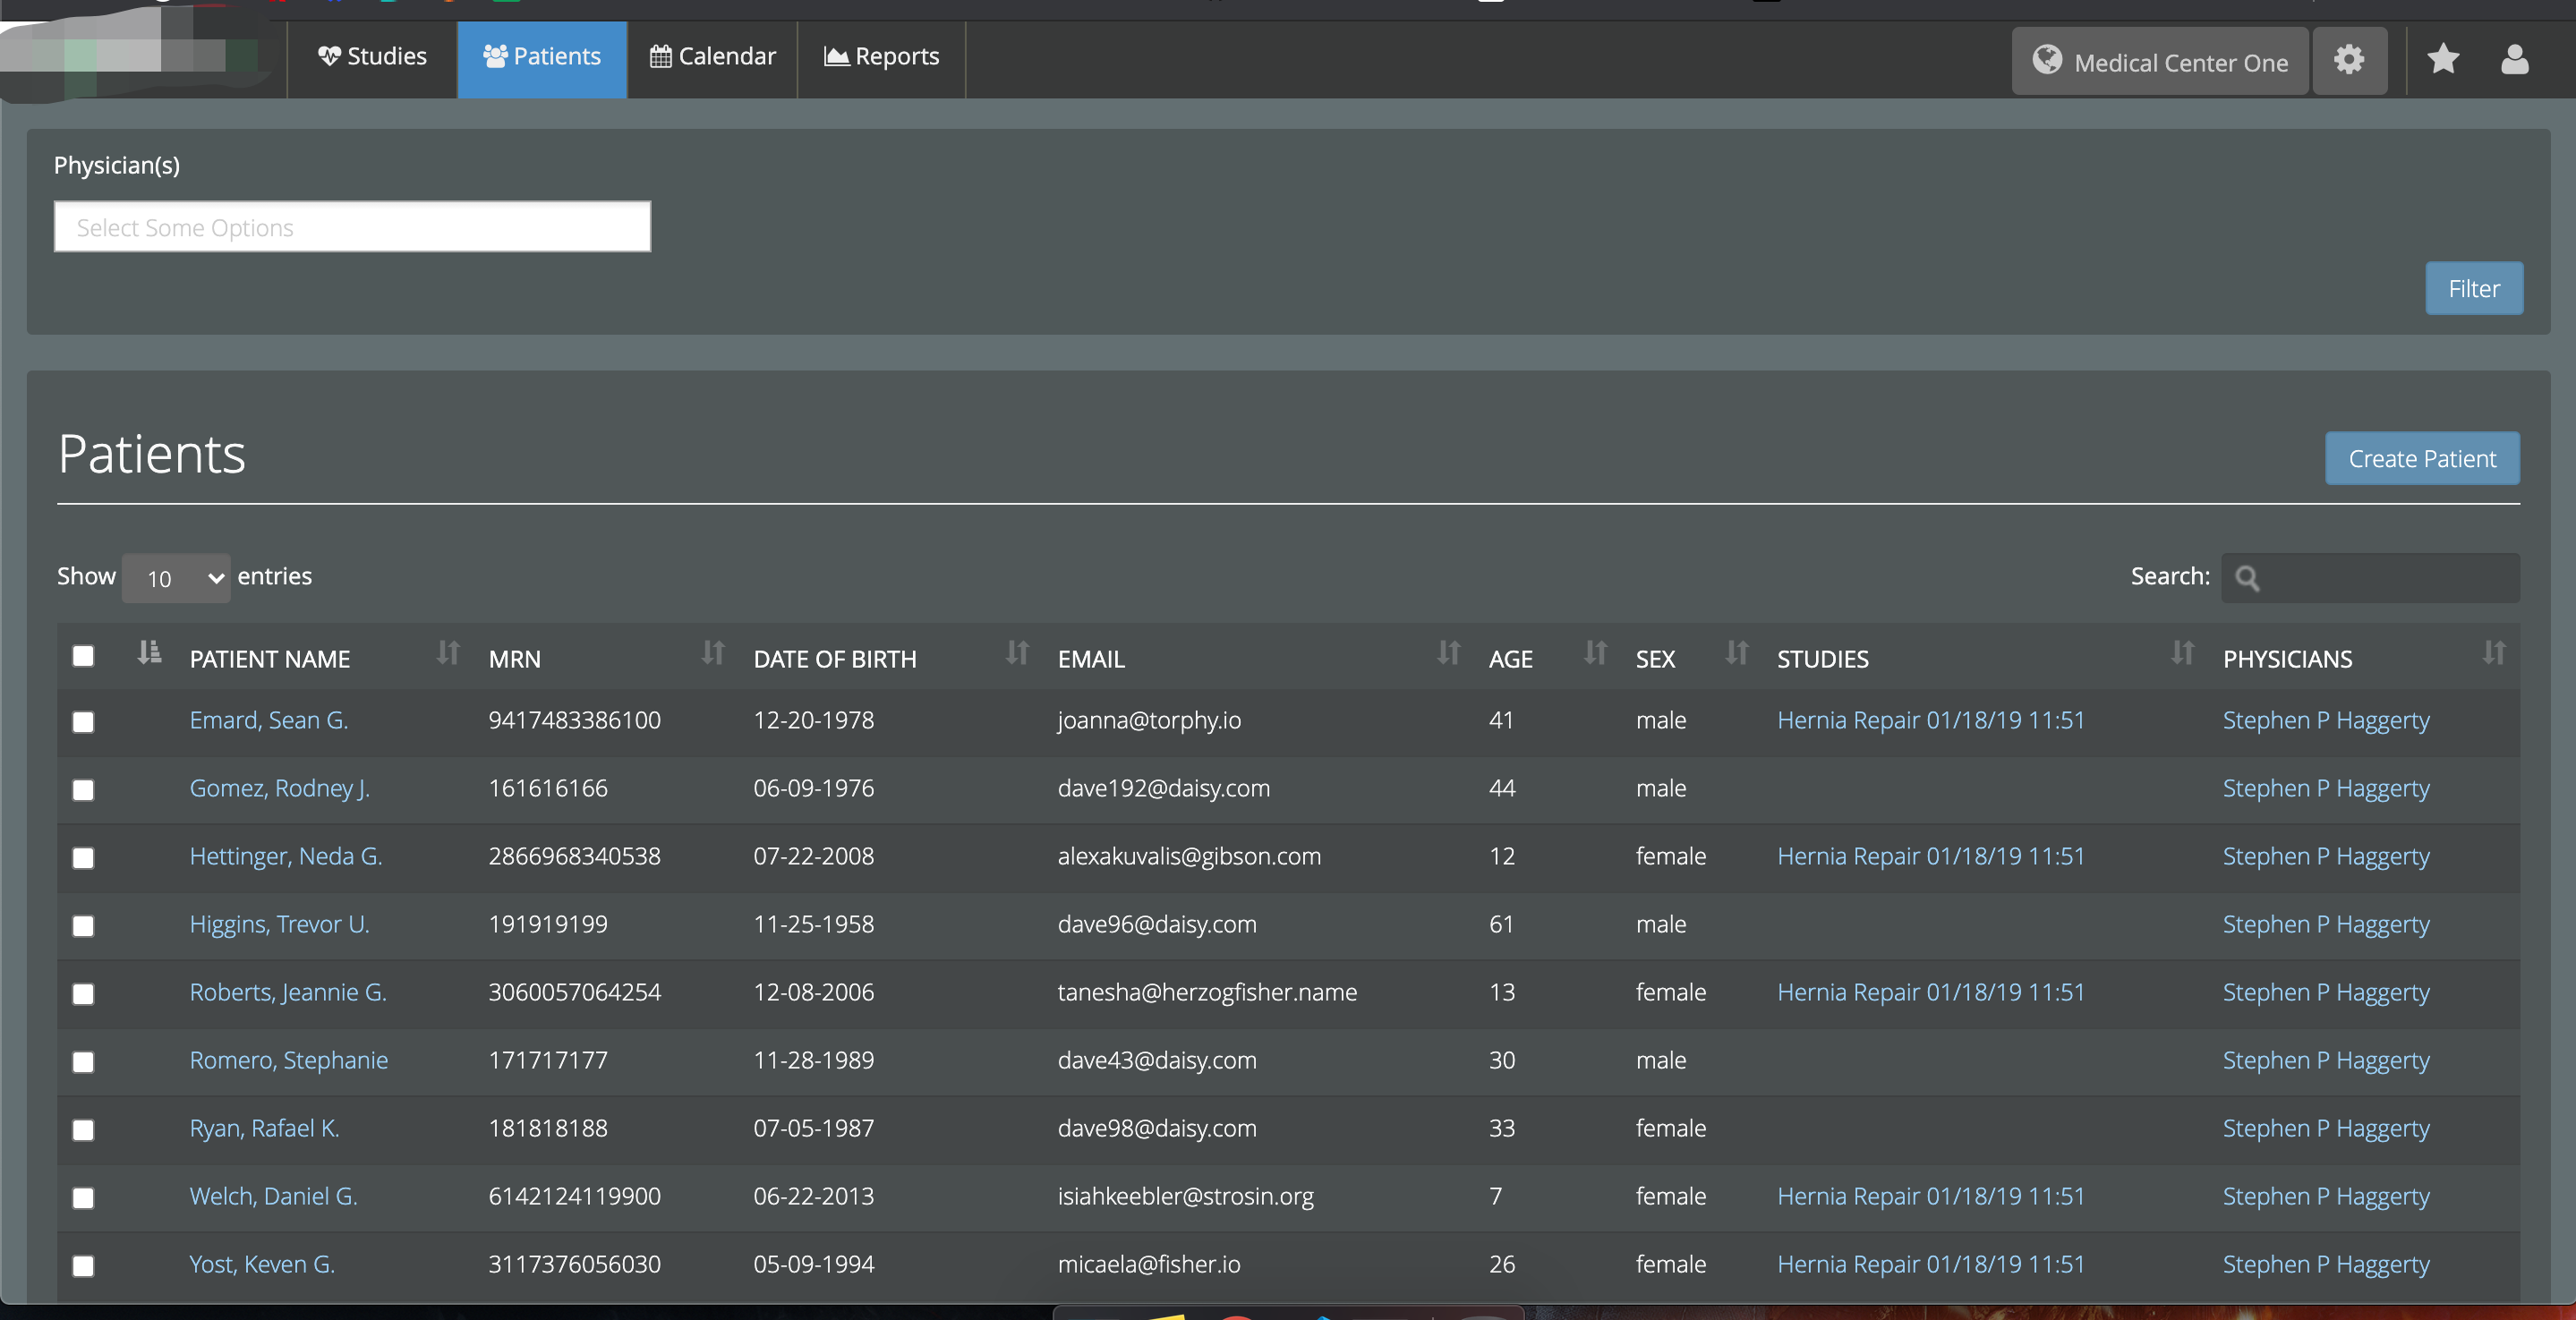 Studies Patients Calendar Reports Medical Center One
Physician(s)
Select Some Options
Filter
Patients
Create Patient
Show 10 entries Search:
PATIENT NAME MRN DATE OF BIRTH EMAIL AGE SEX STUDIES PHYSICIANS
Emard, Sean G. 9417483386100 12-20-1978 joanna@torphy.io 41 male Hernia Repair 01/18/19 11:51 Stephen P Haggerty
Gomez, Rodney J. 161616166 06-09-1976 dave192@daisy.com 44 male Stephen P Haggerty
Hettinger, Neda G. 2866968340538 07-22-2008 alexakuvalis@gibson.com 12 female Hernia Repair 01/18/19 11:51 Stephen P Haggerty
Higgins, Trevor U. 191919199 11-25-1958 dave96@daisy.com 61 male Stephen P Haggerty
Roberts, Jeannie G. 3060057064254 12-08-2006 tanesha@herzogfisher.name 13 female Hernia Repair 01/18/19 11:51 Stephen P Haggerty
Romero, Stephanie 171717177 11-28-1989 dave43@daisy.com 30 male Stephen P Haggerty
Ryan, Rafael K. 181818188 07-05-1987 dave98@daisy.com 33 female Stephen P Haggerty
Welch, Daniel G. 6142124119900 06-22-2013 isiahkeebler@strosin.org 7 female Hernia Repair 01/18/19 11:51 Stephen P Haggerty
Yost, Keven G. 3117376056030 05-09-1994 micaela@fisher.io 26 female Hernia Repair 01/18/19 11:51 Stephen P Haggerty